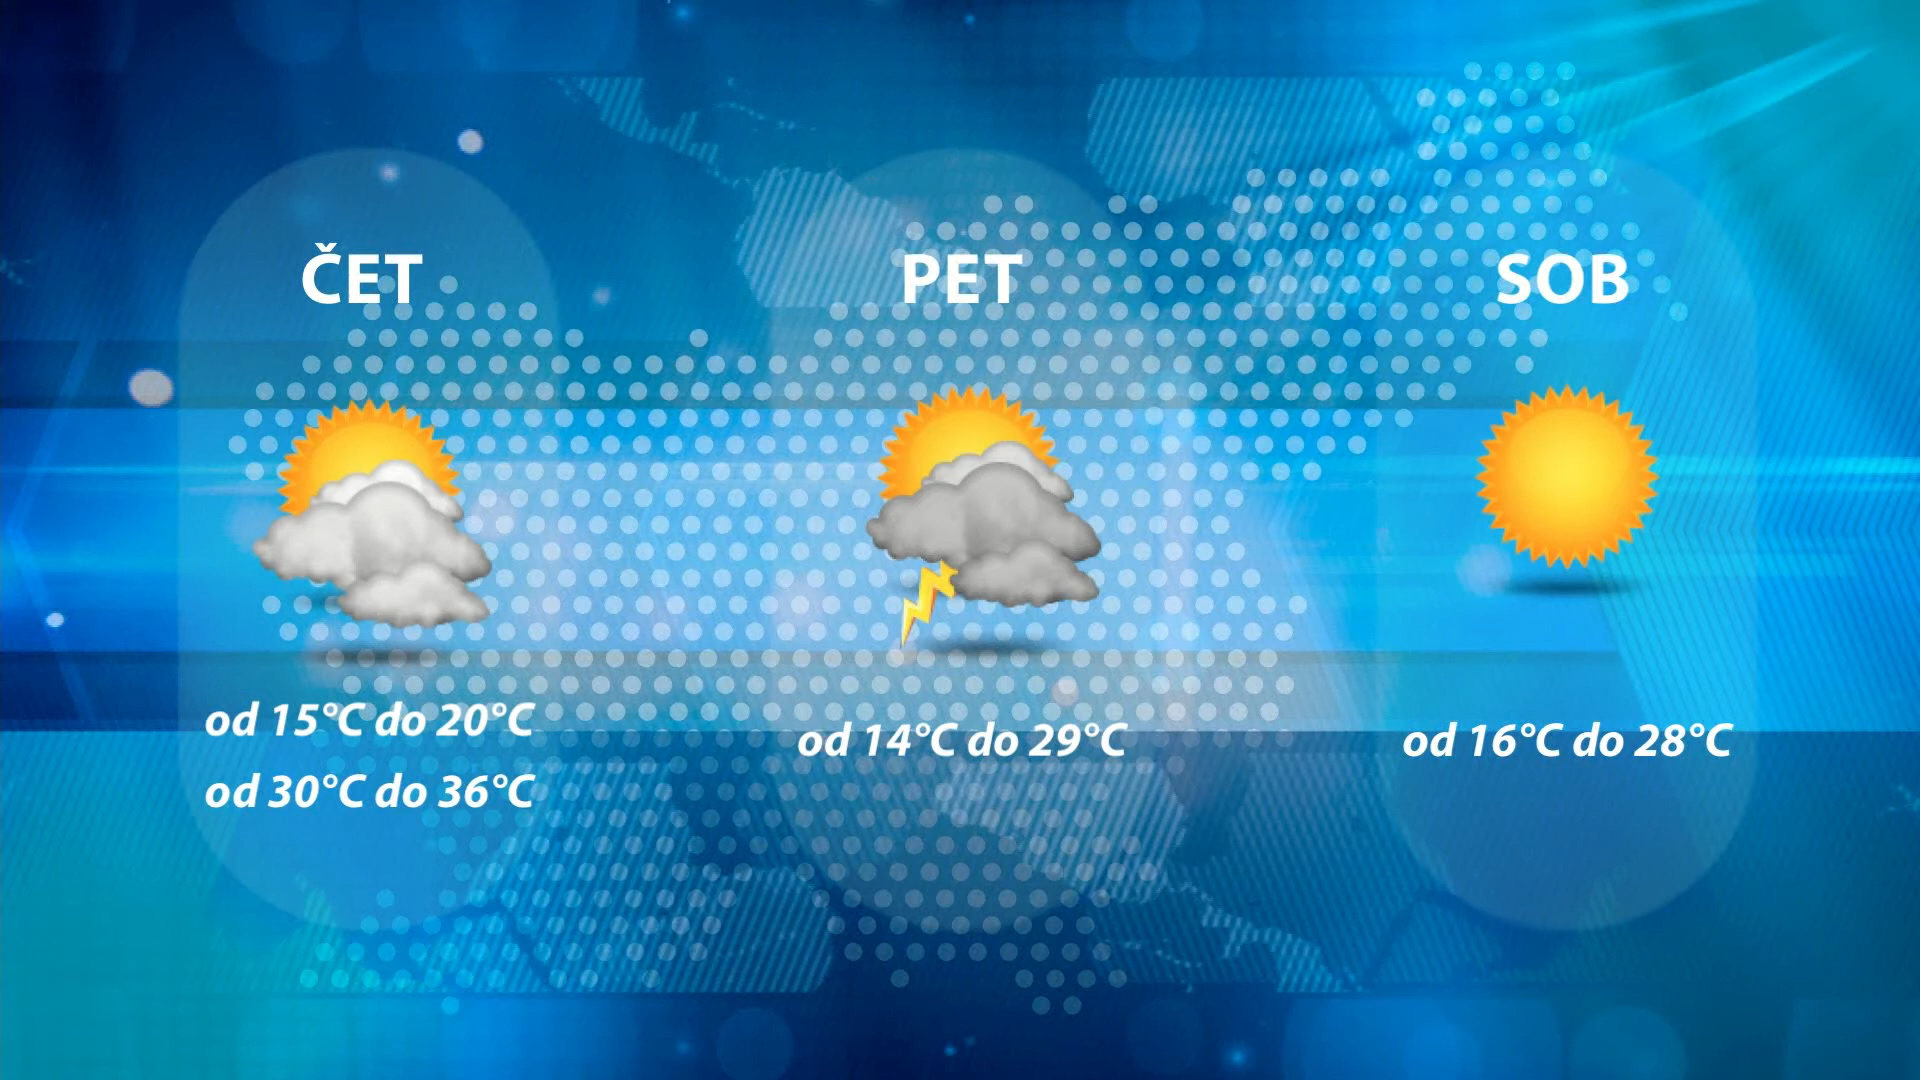 ČET
PET
SOB
od 15°C do 20°C
od 30°C do 36°C
od 14°C do 29°C
od 16°C do 28°C